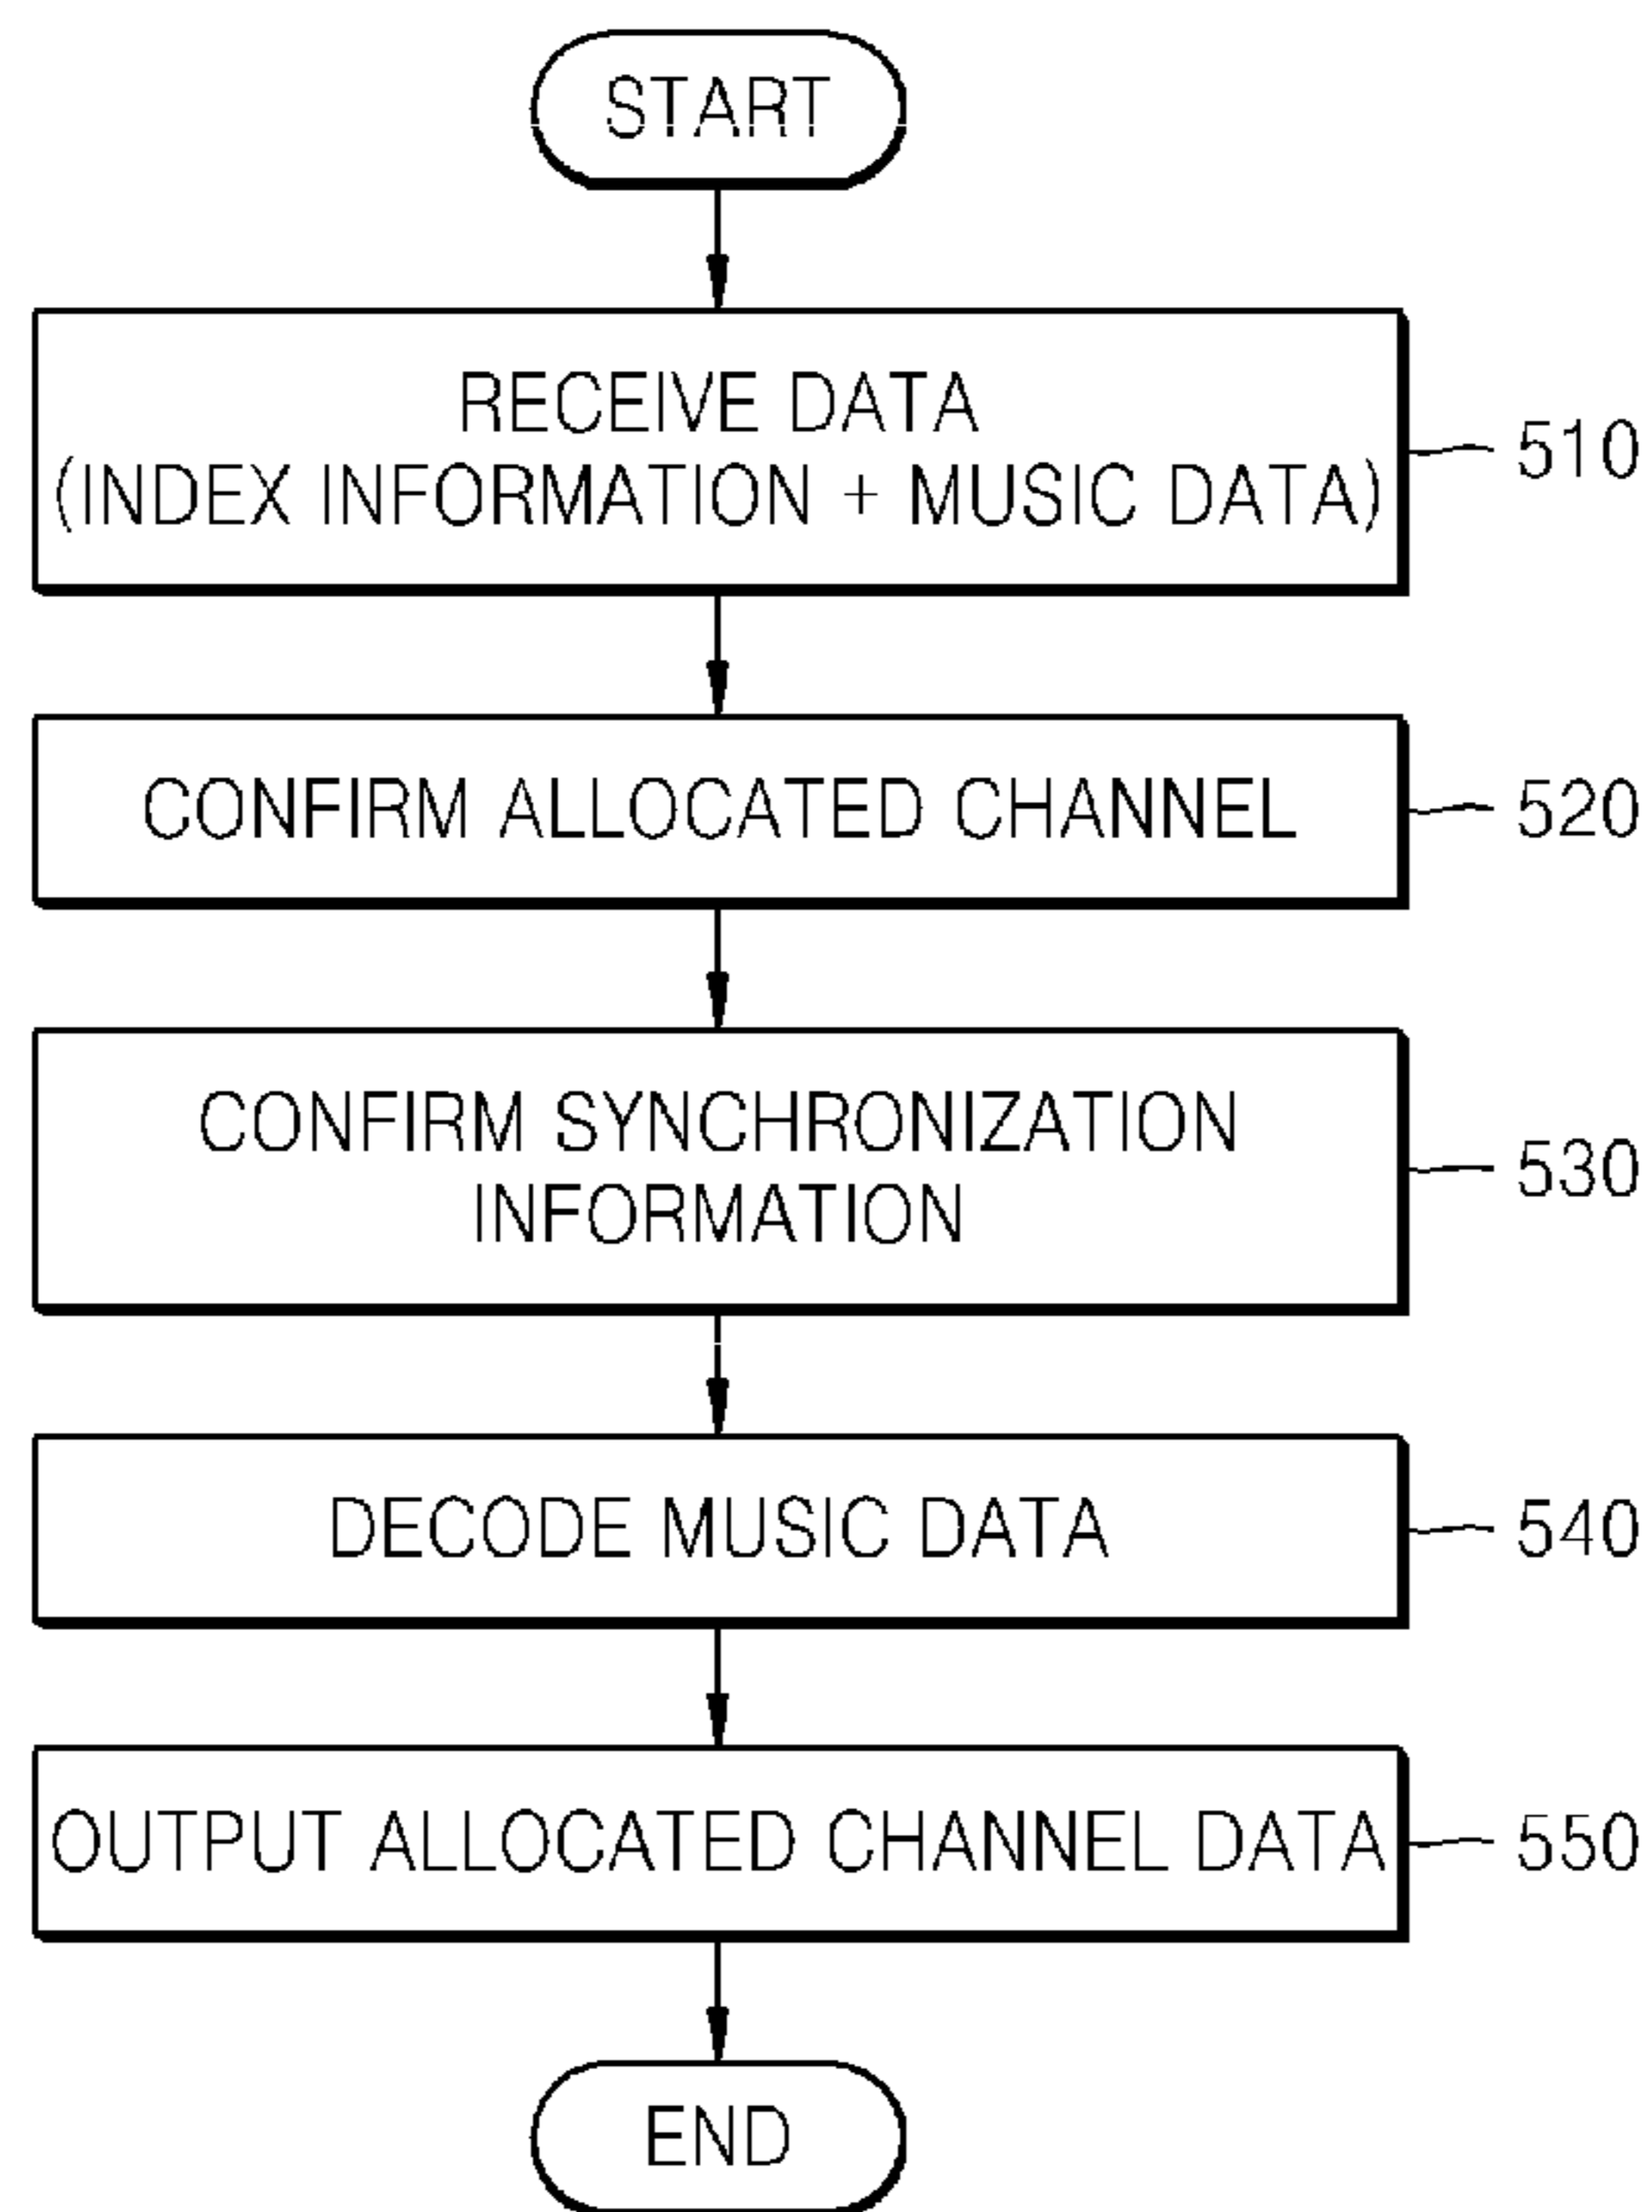 START
RECEIVE DATA
(INDEX INFORMATION + MUSIC DATA)
510
CONFIRM ALLOCATED CHANNEL
520
CONFIRM SYNCHRONIZATION
INFORMATION
530
DECODE MUSIC DATA
540
OUTPUT ALLOCATED CHANNEL DATA
550
END